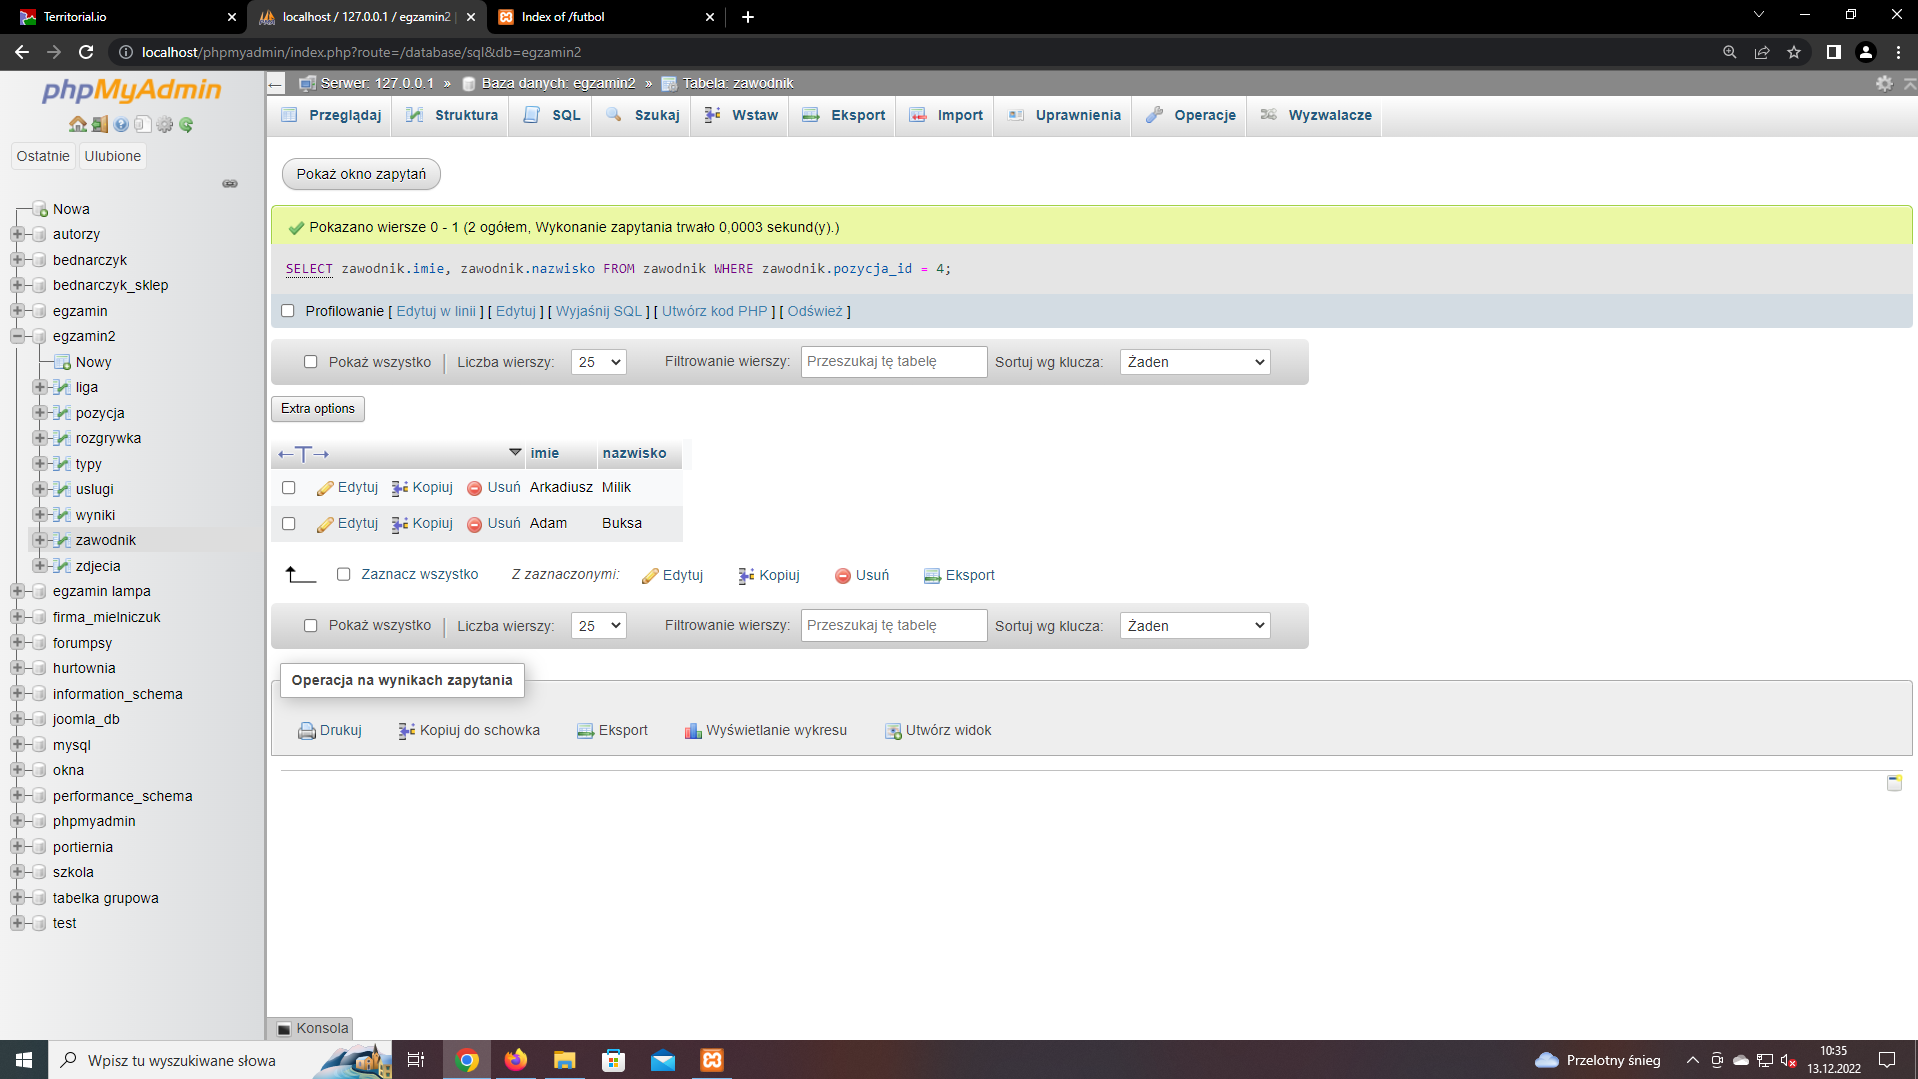 Territorial.io
localhost / 127.0.0.1 / egzamin2
Index of /futbol
localhost/phpmyadmin/index.php?route=/database/sql&db=egzamin2
phpMyAdmin
Ostatnie Ulubione
Nowa
autorzy
bednarczyk
bednarczyk_sklep
egzamin
egzamin2
Nowy
liga
pozycja
rozgrywka
typy
uslugi
wyniki
zawodnik
zdjecia
egzamin lampa
firma_mielniczuk
forumpsy
hurtownia
information_schema
joomla_db
mysql
okna
performance_schema
phpmyadmin
portiernia
szkola
tabelka grupowa
test
Serwer: 127.0.0.1 » Baza danych: egzamin2 » Tabela: zawodnik
Przeglądaj Struktura SQL Szukaj Wstaw Eksport Import Uprawnienia Operacje Wyzwalacze
Pokaż okno zapytań
Pokazano wiersze 0 - 1 (2 ogółem, Wykonanie zapytania trwało 0,0003 sekund(y).)
SELECT zawodnik.imie, zawodnik.nazwisko FROM zawodnik WHERE zawodnik.pozycja_id = 4;
Profilowanie [ Edytuj w linii ] [ Edytuj ] [ Wyjaśnij SQL ] [ Utwórz kod PHP ] [ Odśwież ]
Pokaż wszystko Liczba wierszy: 25 Filtrowanie wierszy: Przeszukaj tę tabelę Sortuj wg klucza: Żaden
Extra options
imie nazwisko
Edytuj Kopiuj Usuń Arkadiusz Milik
Edytuj Kopiuj Usuń Adam Buksa
Zaznacz wszystko Z zaznaczonymi: Edytuj Kopiuj Usuń Eksport
Pokaż wszystko Liczba wierszy: 25 Filtrowanie wierszy: Przeszukaj tę tabelę Sortuj wg klucza: Żaden
Operacja na wynikach zapytania
Drukuj Kopiuj do schowka Eksport Wyświetlanie wykresu Utwórz widok
Konsola
Wpisz tu wyszukiwane słowa
Przelotny śnieg
10:35
13.12.2022